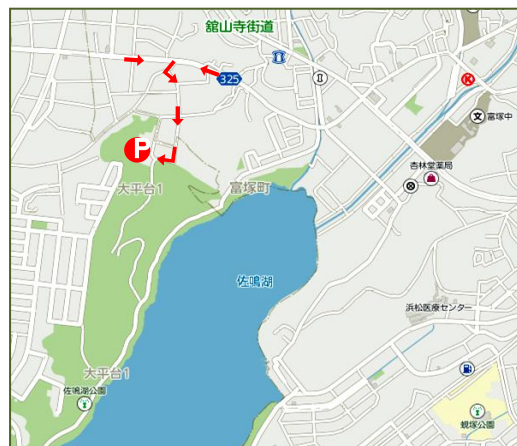 舘山寺街道
325
文
富塚中
P
杏林堂薬局
大平台1
富塚町
佐鳴湖
浜松医療センター
大平台1
佐鳴湖公園
蜆塚公園